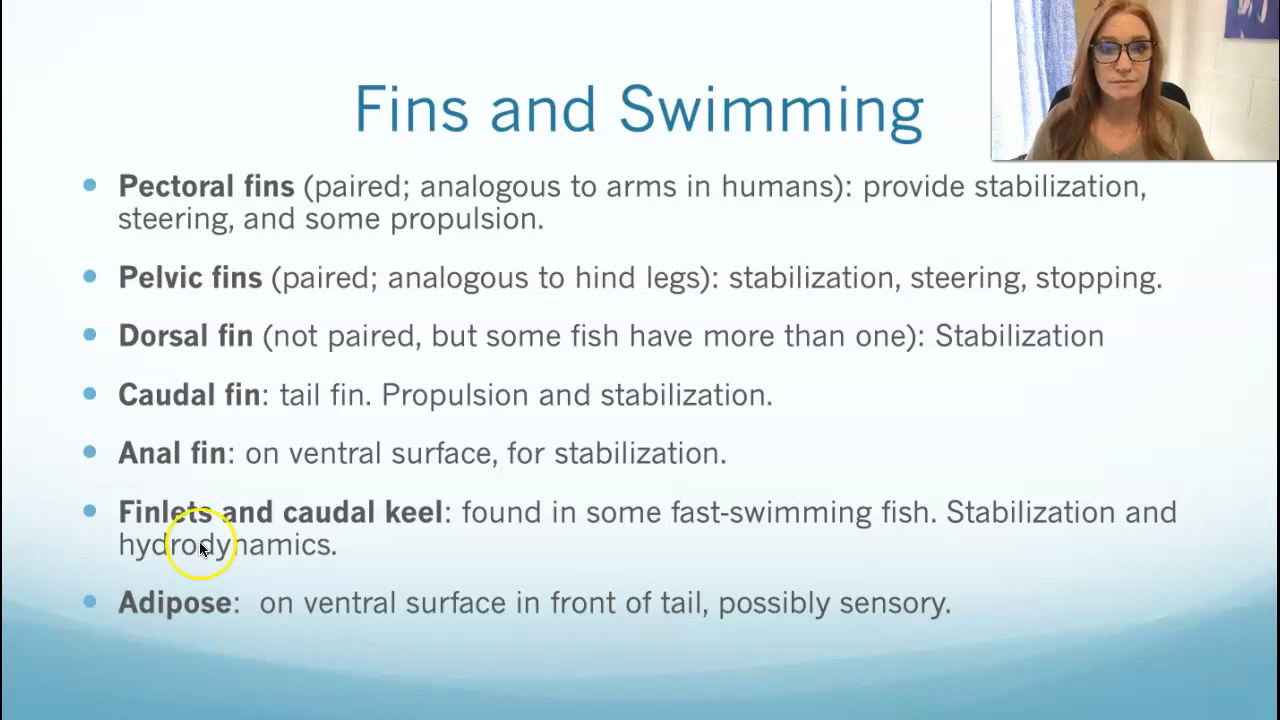 Fins and Swimming
Pectoral fins (paired; analogous to arms in humans): provide stabilization,
steering, and some propulsion.
Pelvic fins (paired; analogous to hind legs): stabilization, steering, stopping.
Dorsal fin (not paired, but some fish have more than one): Stabilization
Caudal fin: tail fin. Propulsion and stabilization.
Anal fin: on ventral surface, for stabilization.
Finlets and caudal keel: found in some fast-swimming fish. Stabilization and
hydrodynamics.
Adipose:  on ventral surface in front of tail, possibly sensory.